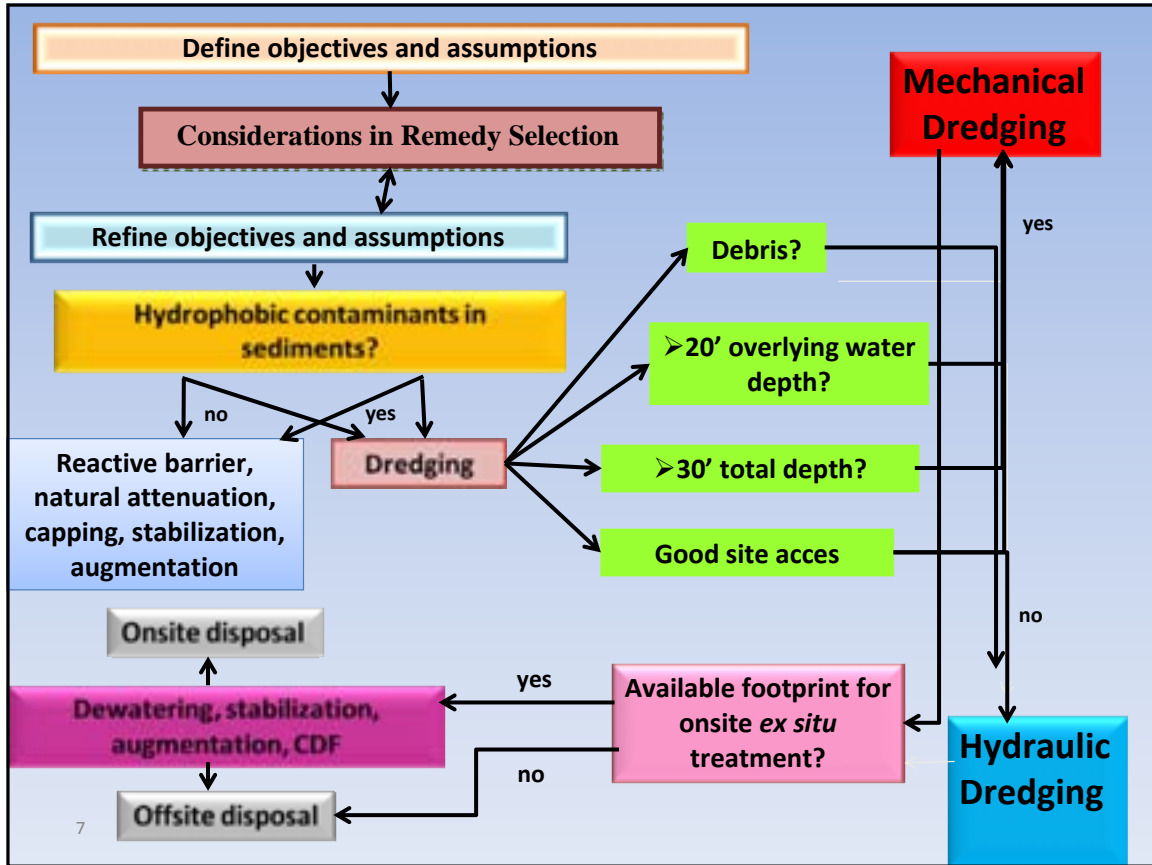 Define objectives and assumptions
Considerations in Remedy Selection
Refine objectives and assumptions
Hydrophobic contaminants in
sediments?
no
yes
Reactive barrier,
natural attenuation,
capping, stabilization,
augmentation
Dredging
Debris?
➢20’ overlying water
depth?
➢30’ total depth?
Good site acces
Mechanical
Dredging
yes
no
Hydraulic
Dredging
Available footprint for
onsite ex situ
treatment?
yes
no
Onsite disposal
Dewatering, stabilization,
augmentation, CDF
Offsite disposal
7